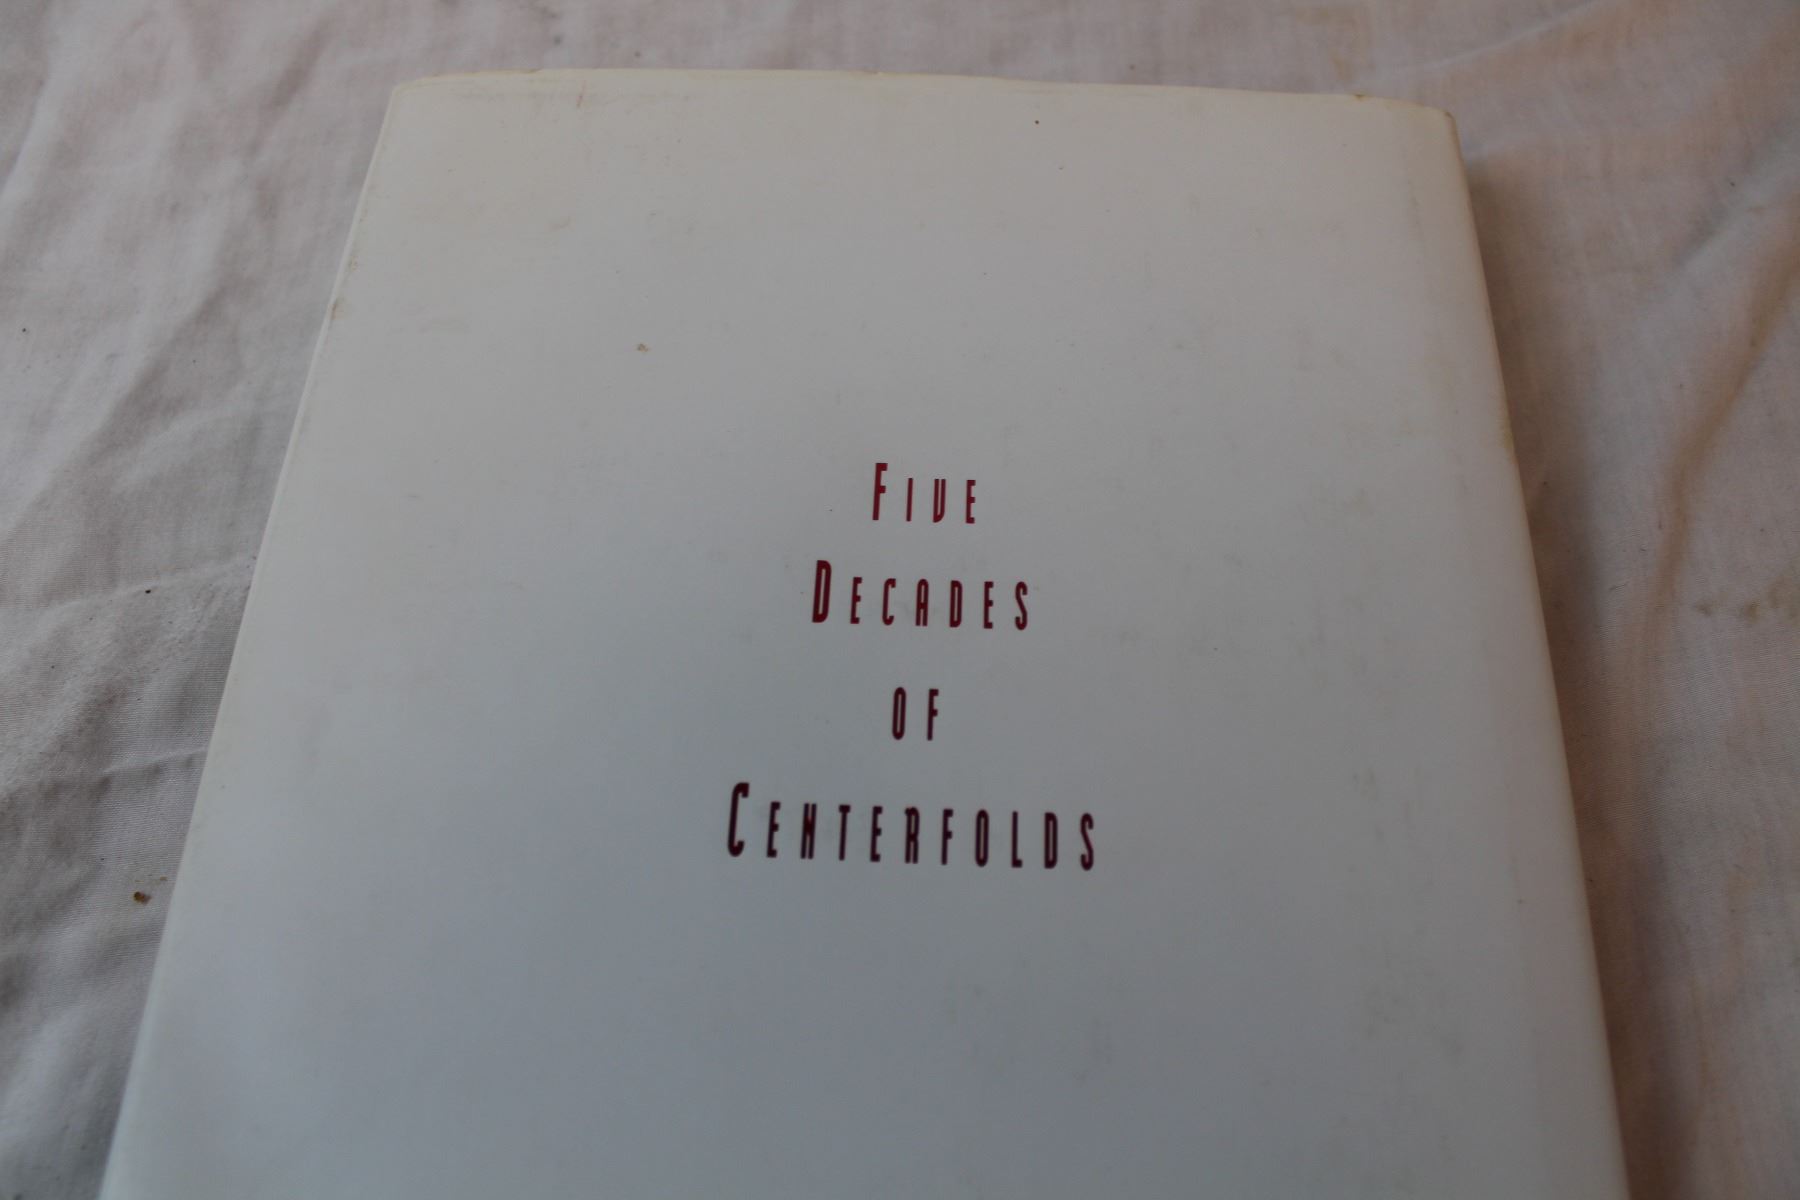 Five
Decades
of
Centerfolds